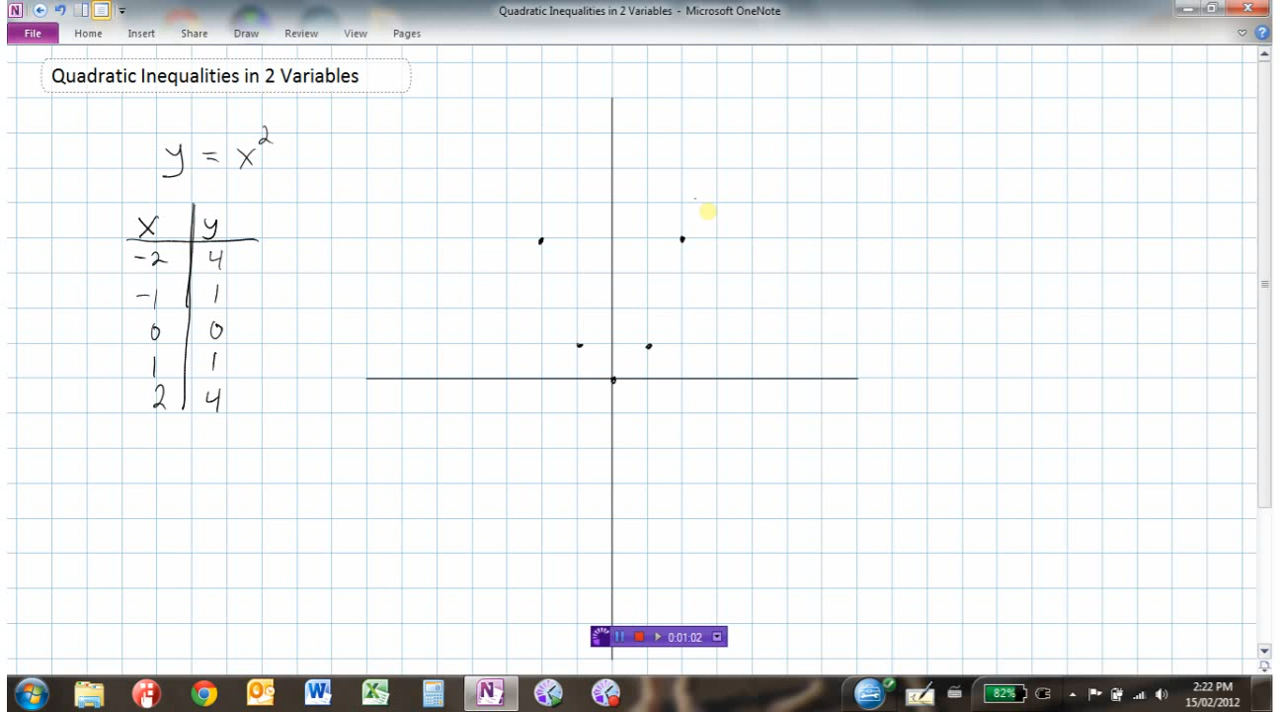 Quadratic Inequalities in 2 Variables - Microsoft OneNote
File Home Insert Share Draw Review View Pages
Quadratic Inequalities in 2 Variables
y = x²
x y
-2 4
-1 1
0 0
1 1
2 4
0:01:02
82%
2:22 PM
15/02/2012